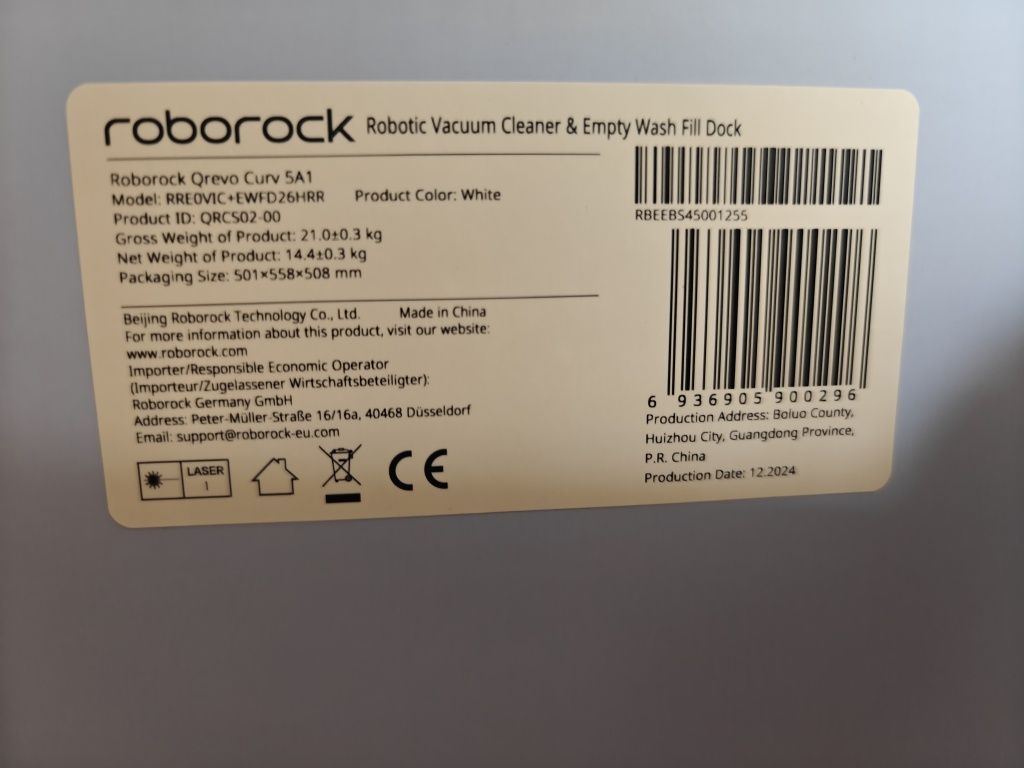 roborock Robotic Vacuum Cleaner & Empty Wash Fill Dock
Roborock Qrevo Curv 5A1
Model: RRE0VIC+EWFD26HRR Product Color: White
Product ID: QRCS02-00
Gross Weight of Product: 21.0±0.3 kg
Net Weight of Product: 14.4±0.3 kg
Packaging Size: 501×558×508 mm
Beijing Roborock Technology Co., Ltd. Made in China
For more information about this product, visit our website:
www.roborock.com
Importer/Responsible Economic Operator
(Importeur/Zugelassener Wirtschaftsbeteiligter):
Roborock Germany GmbH
Address: Peter-Müller-Straße 16/16a, 40468 Düsseldorf
Email: support@roborock-eu.com
LASER
1
CE
RBEEBS45001255
6 936905 900296
Production Address: Boluo County,
Huizhou City, Guangdong Province,
P.R. China
Production Date: 12.2024